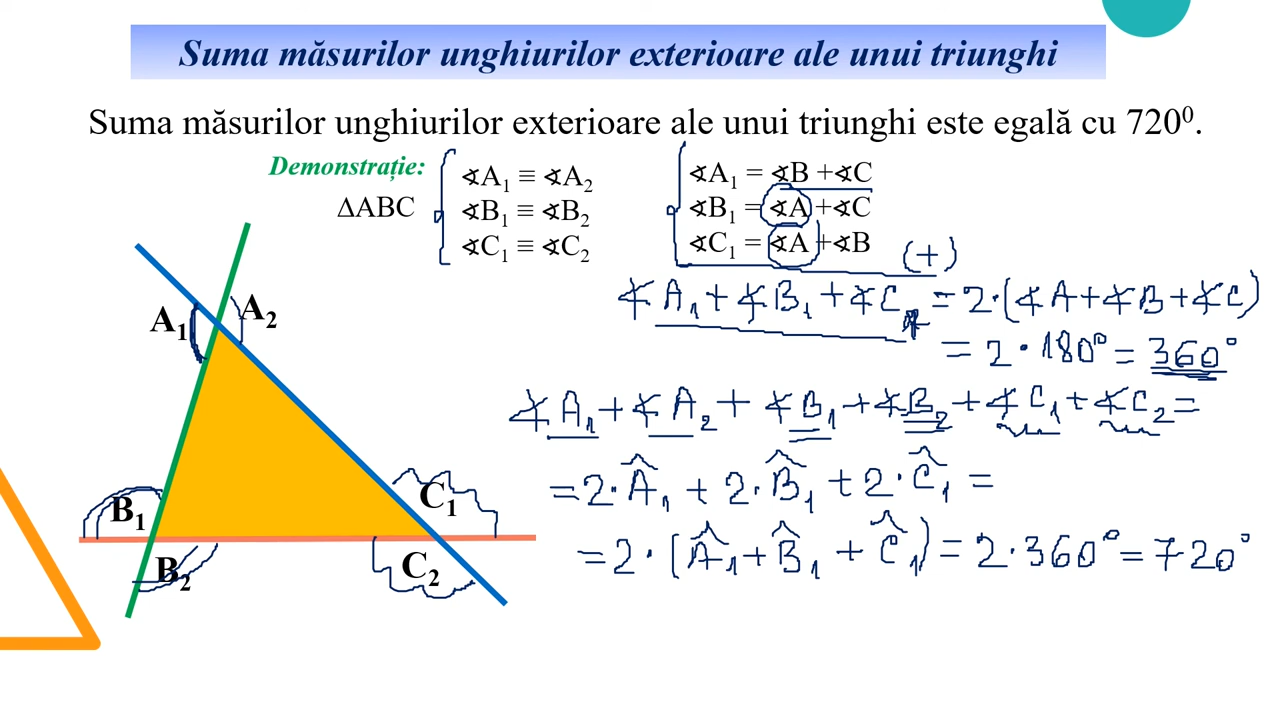 Suma măsurilor unghiurilor exterioare ale unui triunghi
Suma măsurilor unghiurilor exterioare ale unui triunghi este egală cu 720⁰.
Demonstrație:
ΔABC
∢A₁ ≡ ∢A₂
∢B₁ ≡ ∢B₂
∢C₁ ≡ ∢C₂
∢A₁ = ∢B +∢C
∢B₁ = ∢A +∢C
∢C₁ = ∢A +∢B
(+)
∢A₁ + ∢B₁ + ∢C₁ = 2·(∢A+∢B+∢C)
= 2·180° = 360°
∢A₁ + ∢A₂ + ∢B₁ + ∢B₂ + ∢C₁ + ∢C₂ =
= 2·Â₁ + 2·B̂₁ + 2·Ĉ₁ =
= 2·(Â₁ + B̂₁ + Ĉ₁) = 2·360° = 720°
A₁
A₂
B₁
B₂
C₁
C₂